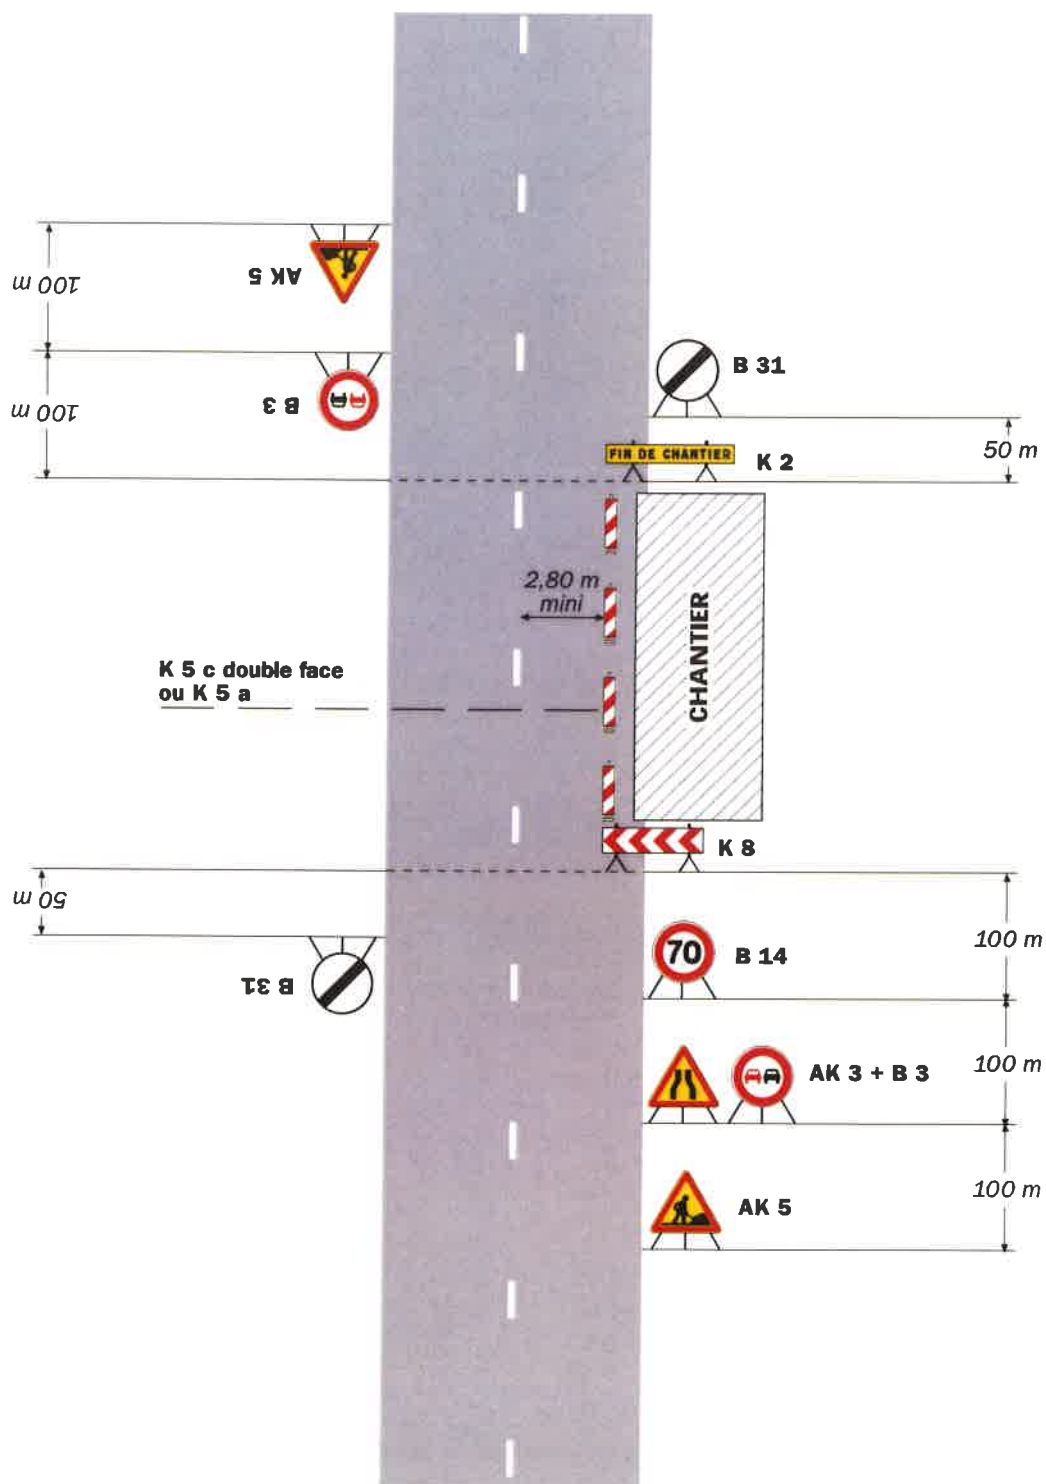 AK 5
100 m
B 3
100 m
B 31
50 m
FIN DE CHANTIER
K 2
2,80 m
mini
CHANTIER
K 5 c double face
ou K 5 a
K 8
50 m
B 31
70
B 14
100 m
AK 3 + B 3
100 m
AK 5
100 m